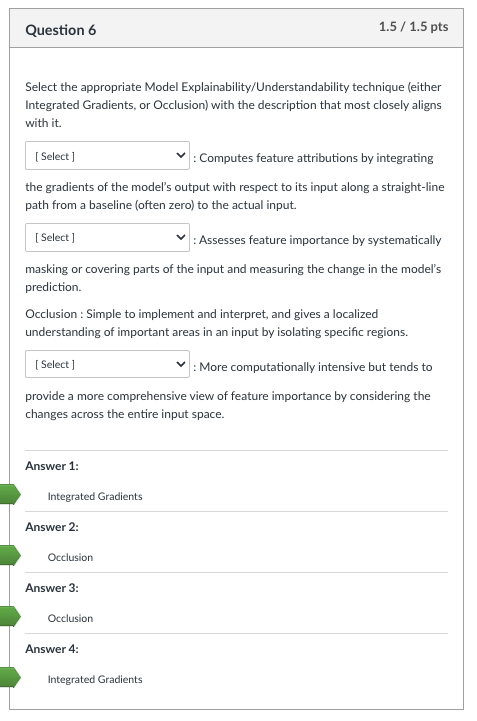 Question 6
1.5 / 1.5 pts
Select the appropriate Model Explainability/Understandability technique (either
Integrated Gradients, or Occlusion) with the description that most closely aligns
with it.
[ Select ] : Computes feature attributions by integrating
the gradients of the model's output with respect to its input along a straight-line
path from a baseline (often zero) to the actual input.
[ Select ] : Assesses feature importance by systematically
masking or covering parts of the input and measuring the change in the model's
prediction.
Occlusion : Simple to implement and interpret, and gives a localized
understanding of important areas in an input by isolating specific regions.
[ Select ] : More computationally intensive but tends to
provide a more comprehensive view of feature importance by considering the
changes across the entire input space.
Answer 1:
Integrated Gradients
Answer 2:
Occlusion
Answer 3:
Occlusion
Answer 4:
Integrated Gradients